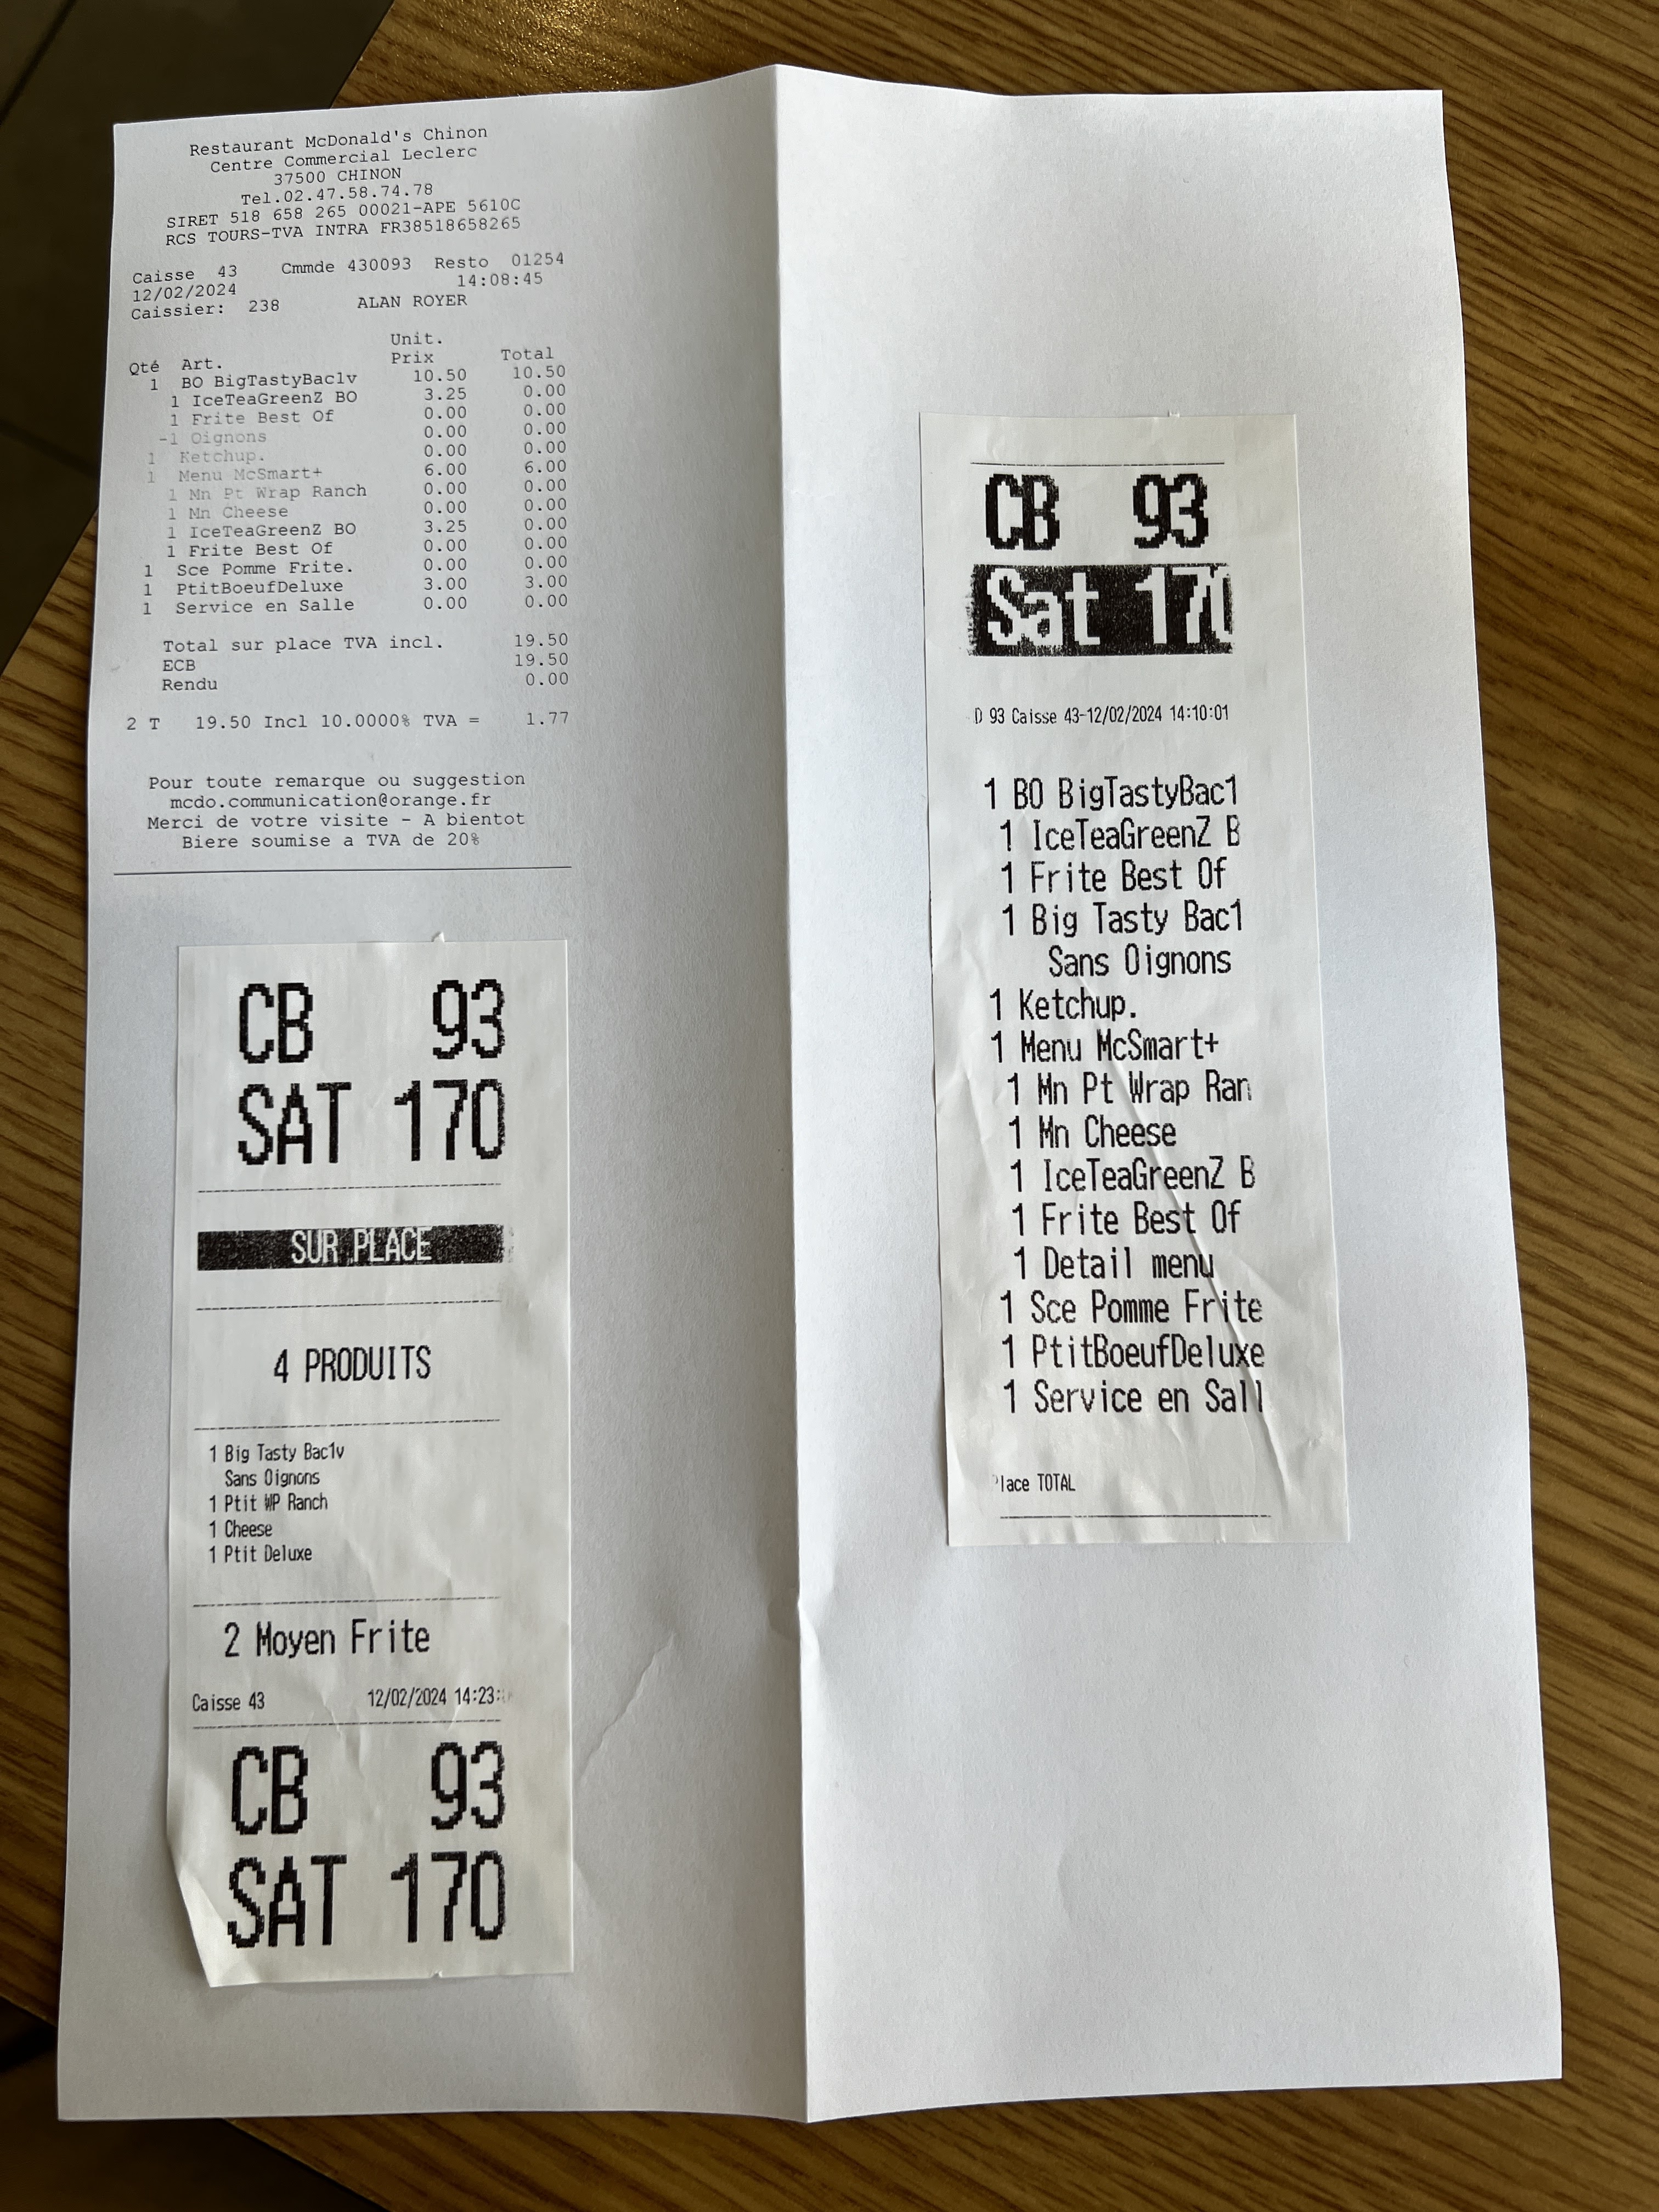 Restaurant McDonald's Chinon
Centre Commercial Leclerc
37500 CHINON
Tel.02.47.58.74.78
SIRET 518 658 265 00021-APE 5610C
RCS TOURS-TVA INTRA FR38518658265
Caisse 43 Cmmde 430093 Resto 01254
12/02/2024 14:08:45
Caissier: 238 ALAN ROYER
Unit.
Qté Art. Prix Total
1 BO BigTastyBac1v 10.50 10.50
1 IceTeaGreenZ BO 3.25 0.00
1 Frite Best Of 0.00 0.00
-1 Oignons 0.00 0.00
1 Ketchup. 0.00 0.00
1 Menu McSmart+ 6.00 6.00
1 Mn Pt Wrap Ranch 0.00 0.00
1 Mn Cheese 0.00 0.00
1 IceTeaGreenZ BO 3.25 0.00
1 Frite Best Of 0.00 0.00
1 Sce Pomme Frite. 0.00 0.00
1 PtitBoeufDeluxe 3.00 3.00
1 Service en Salle 0.00 0.00
Total sur place TVA incl. 19.50
ECB 19.50
Rendu 0.00
2 T 19.50 Incl 10.0000% TVA = 1.77
Pour toute remarque ou suggestion
mcdo.communication@orange.fr
Merci de votre visite - A bientot
Biere soumise a TVA de 20%
CB 93
SAT 170
SUR PLACE
4 PRODUITS
1 Big Tasty Bac1v
Sans Oignons
1 Ptit WP Ranch
1 Cheese
1 Ptit Deluxe
2 Moyen Frite
Caisse 43 12/02/2024 14:23:
CB 93
SAT 170
CB 93
Sat 170
D 93 Caisse 43-12/02/2024 14:10:01
1 BO BigTastyBac1
1 IceTeaGreenZ B
1 Frite Best Of
1 Big Tasty Bac1
Sans Oignons
1 Ketchup.
1 Menu McSmart+
1 Mn Pt Wrap Ran
1 Mn Cheese
1 IceTeaGreenZ B
1 Frite Best Of
1 Detail menu
1 Sce Pomme Frite
1 PtitBoeufDeluxe
1 Service en Sall
lace TOTAL